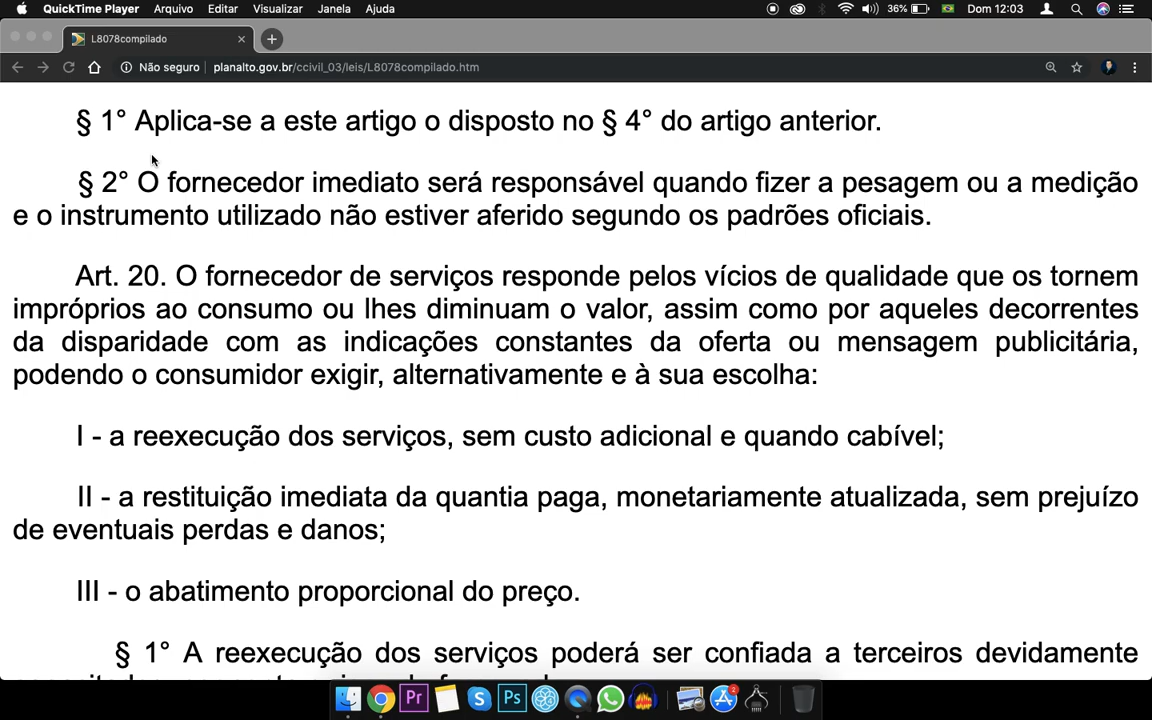 QuickTime Player Arquivo Editar Visualizar Janela Ajuda 36% Dom 12:03
L8078compilado
Não seguro planalto.gov.br/ccivil_03/leis/L8078compilado.htm
§ 1° Aplica-se a este artigo o disposto no § 4° do artigo anterior.
§ 2° O fornecedor imediato será responsável quando fizer a pesagem ou a medição
e o instrumento utilizado não estiver aferido segundo os padrões oficiais.
Art. 20. O fornecedor de serviços responde pelos vícios de qualidade que os tornem
impróprios ao consumo ou lhes diminuam o valor, assim como por aqueles decorrentes
da disparidade com as indicações constantes da oferta ou mensagem publicitária,
podendo o consumidor exigir, alternativamente e à sua escolha:
I - a reexecução dos serviços, sem custo adicional e quando cabível;
II - a restituição imediata da quantia paga, monetariamente atualizada, sem prejuízo
de eventuais perdas e danos;
III - o abatimento proporcional do preço.
§ 1° A reexecução dos serviços poderá ser confiada a terceiros devidamente
Pr Ps 2